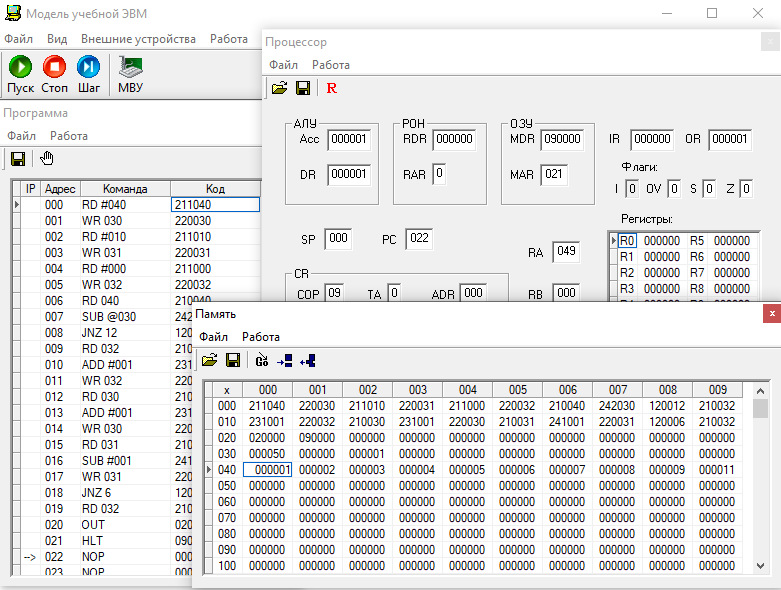 Модель учебной ЭВМ
Файл Вид Внешние устройства Работа
Пуск Стоп Шаг МВУ
Программа
Файл Работа
IP Адрес Команда Код
000 RD #040 211040
001 WR 030 220030
002 RD #010 211010
003 WR 031 220031
004 RD #000 211000
005 WR 032 220032
006 RD 040 210040
007 SUB @030 242
008 JNZ 12 120
009 RD 032 210
010 ADD #001 231
011 WR 032 220
012 RD 030 210
013 ADD #001 231
014 WR 030 220
015 RD 031 210
016 SUB #001 241
017 WR 031 220
018 JNZ 6 120
019 RD 032 210
020 OUT 020
021 HLT 090
--> 022 NOP 000
023 NOP 000
Процессор
Файл Работа
R
АЛУ РОН ОЗУ
Acc 000001 RDR 000000 MDR 090000 IR 000000 OR 000001
DR 000001 RAR 0 MAR 021
Флаги:
I 0 OV 0 S 0 Z 0
SP 000 PC 022 RA 049
Регистры:
R0 000000 R5 000000
R1 000000 R6 000000
R2 000000 R7 000000
R3 000000 R8 000000
CR
COP 09 TA 0 ADR 000 RB 000
Память
Файл Работа
Go
x 000 001 002 003 004 005 006 007 008 009
000 211040 220030 211010 220031 211000 220032 210040 242030 120012 210032
010 231001 220032 210030 231001 220030 210031 241001 220031 120006 210032
020 020000 090000 000000 000000 000000 000000 000000 000000 000000 000000
030 000050 000000 000001 000000 000000 000000 000000 000000 000000 000000
040 000001 000002 000003 000004 000005 000006 000007 000008 000009 000011
050 000000 000000 000000 000000 000000 000000 000000 000000 000000 000000
060 000000 000000 000000 000000 000000 000000 000000 000000 000000 000000
070 000000 000000 000000 000000 000000 000000 000000 000000 000000 000000
080 000000 000000 000000 000000 000000 000000 000000 000000 000000 000000
090 000000 000000 000000 000000 000000 000000 000000 000000 000000 000000
100 000000 000000 000000 000000 000000 000000 000000 000000 000000 000000